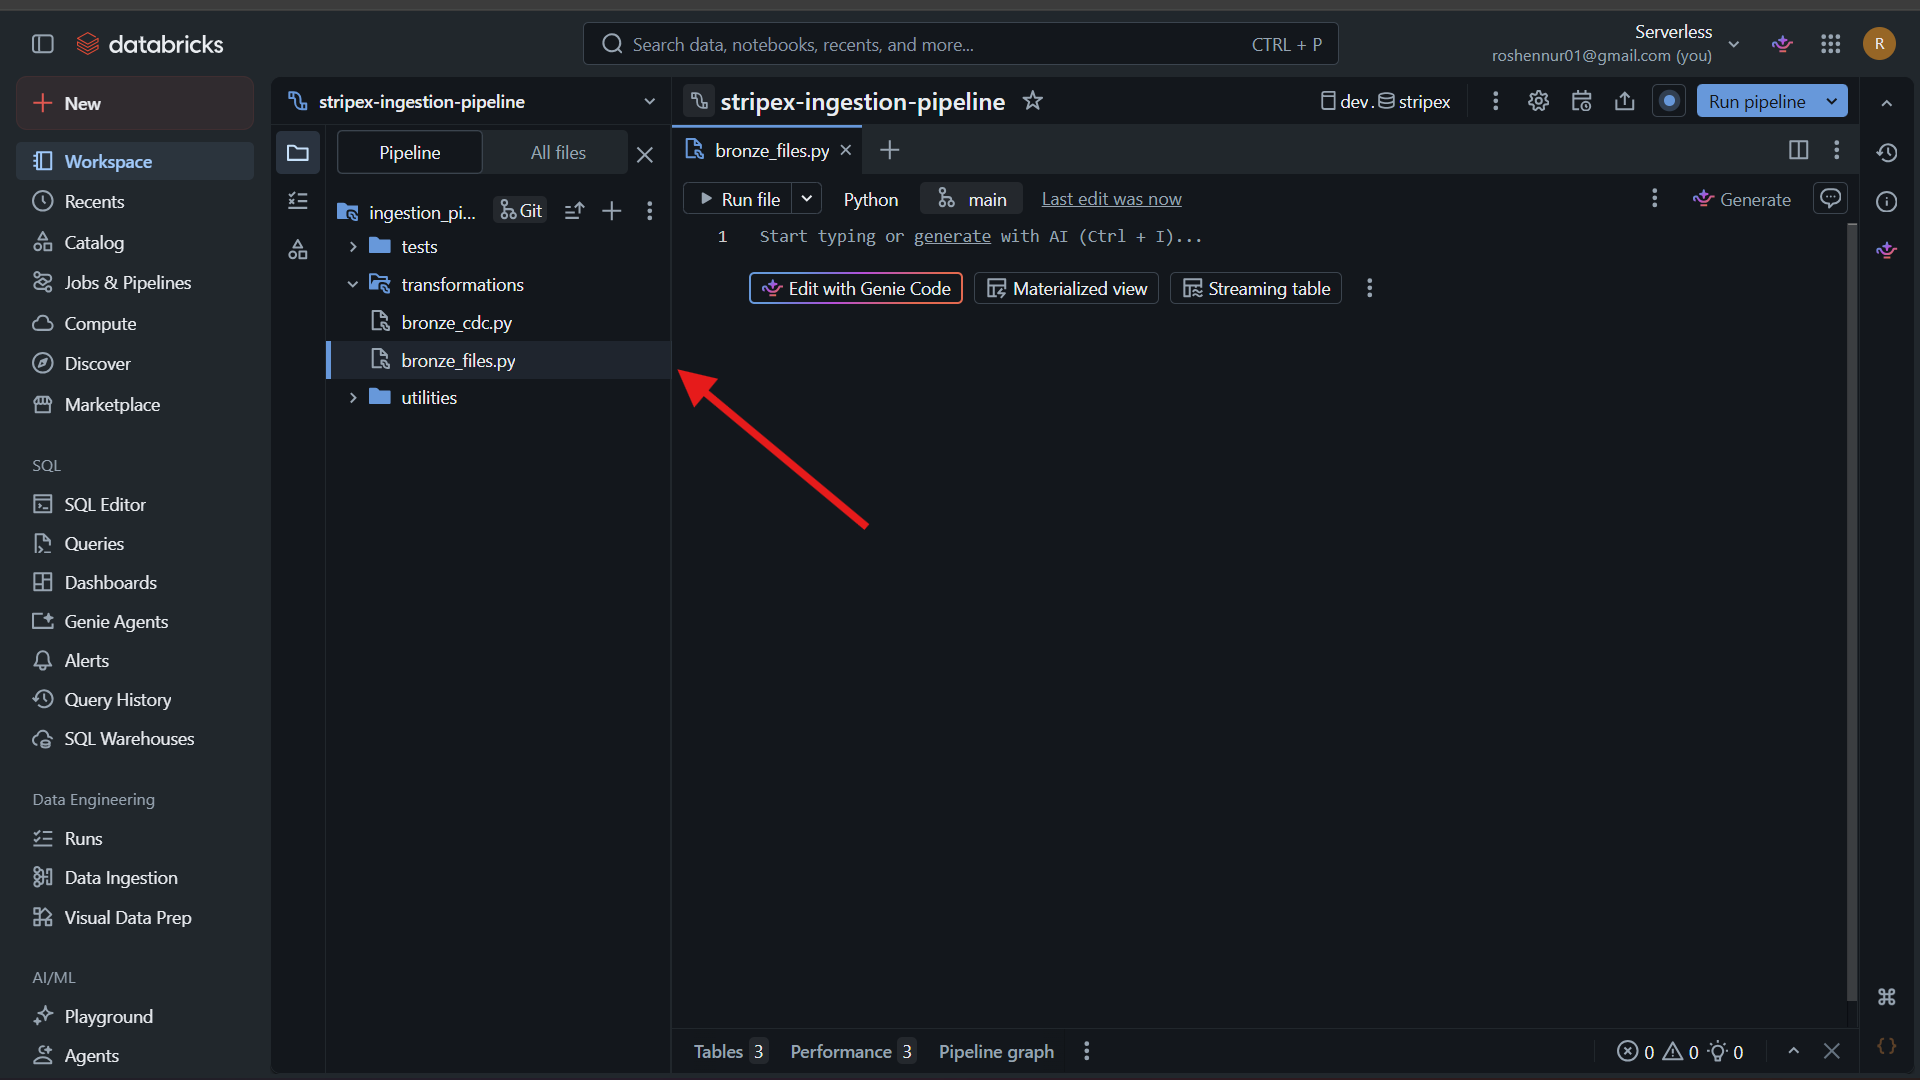 databricks
Search data, notebooks, recents, and more...
CTRL + P
Serverless
roshennur01@gmail.com (you)
R
New
Workspace
Recents
Catalog
Jobs & Pipelines
Compute
Discover
Marketplace
SQL
SQL Editor
Queries
Dashboards
Genie Agents
Alerts
Query History
SQL Warehouses
Data Engineering
Runs
Data Ingestion
Visual Data Prep
AI/ML
Playground
Agents
stripex-ingestion-pipeline
Pipeline
All files
ingestion_pi...
Git
tests
transformations
bronze_cdc.py
bronze_files.py
utilities
stripex-ingestion-pipeline
dev.stripex
Run pipeline
bronze_files.py
Run file
Python
main
Last edit was now
Generate
1 Start typing or generate with AI (Ctrl + I)...
Edit with Genie Code
Materialized view
Streaming table
Tables 3
Performance 3
Pipeline graph
0 0 0